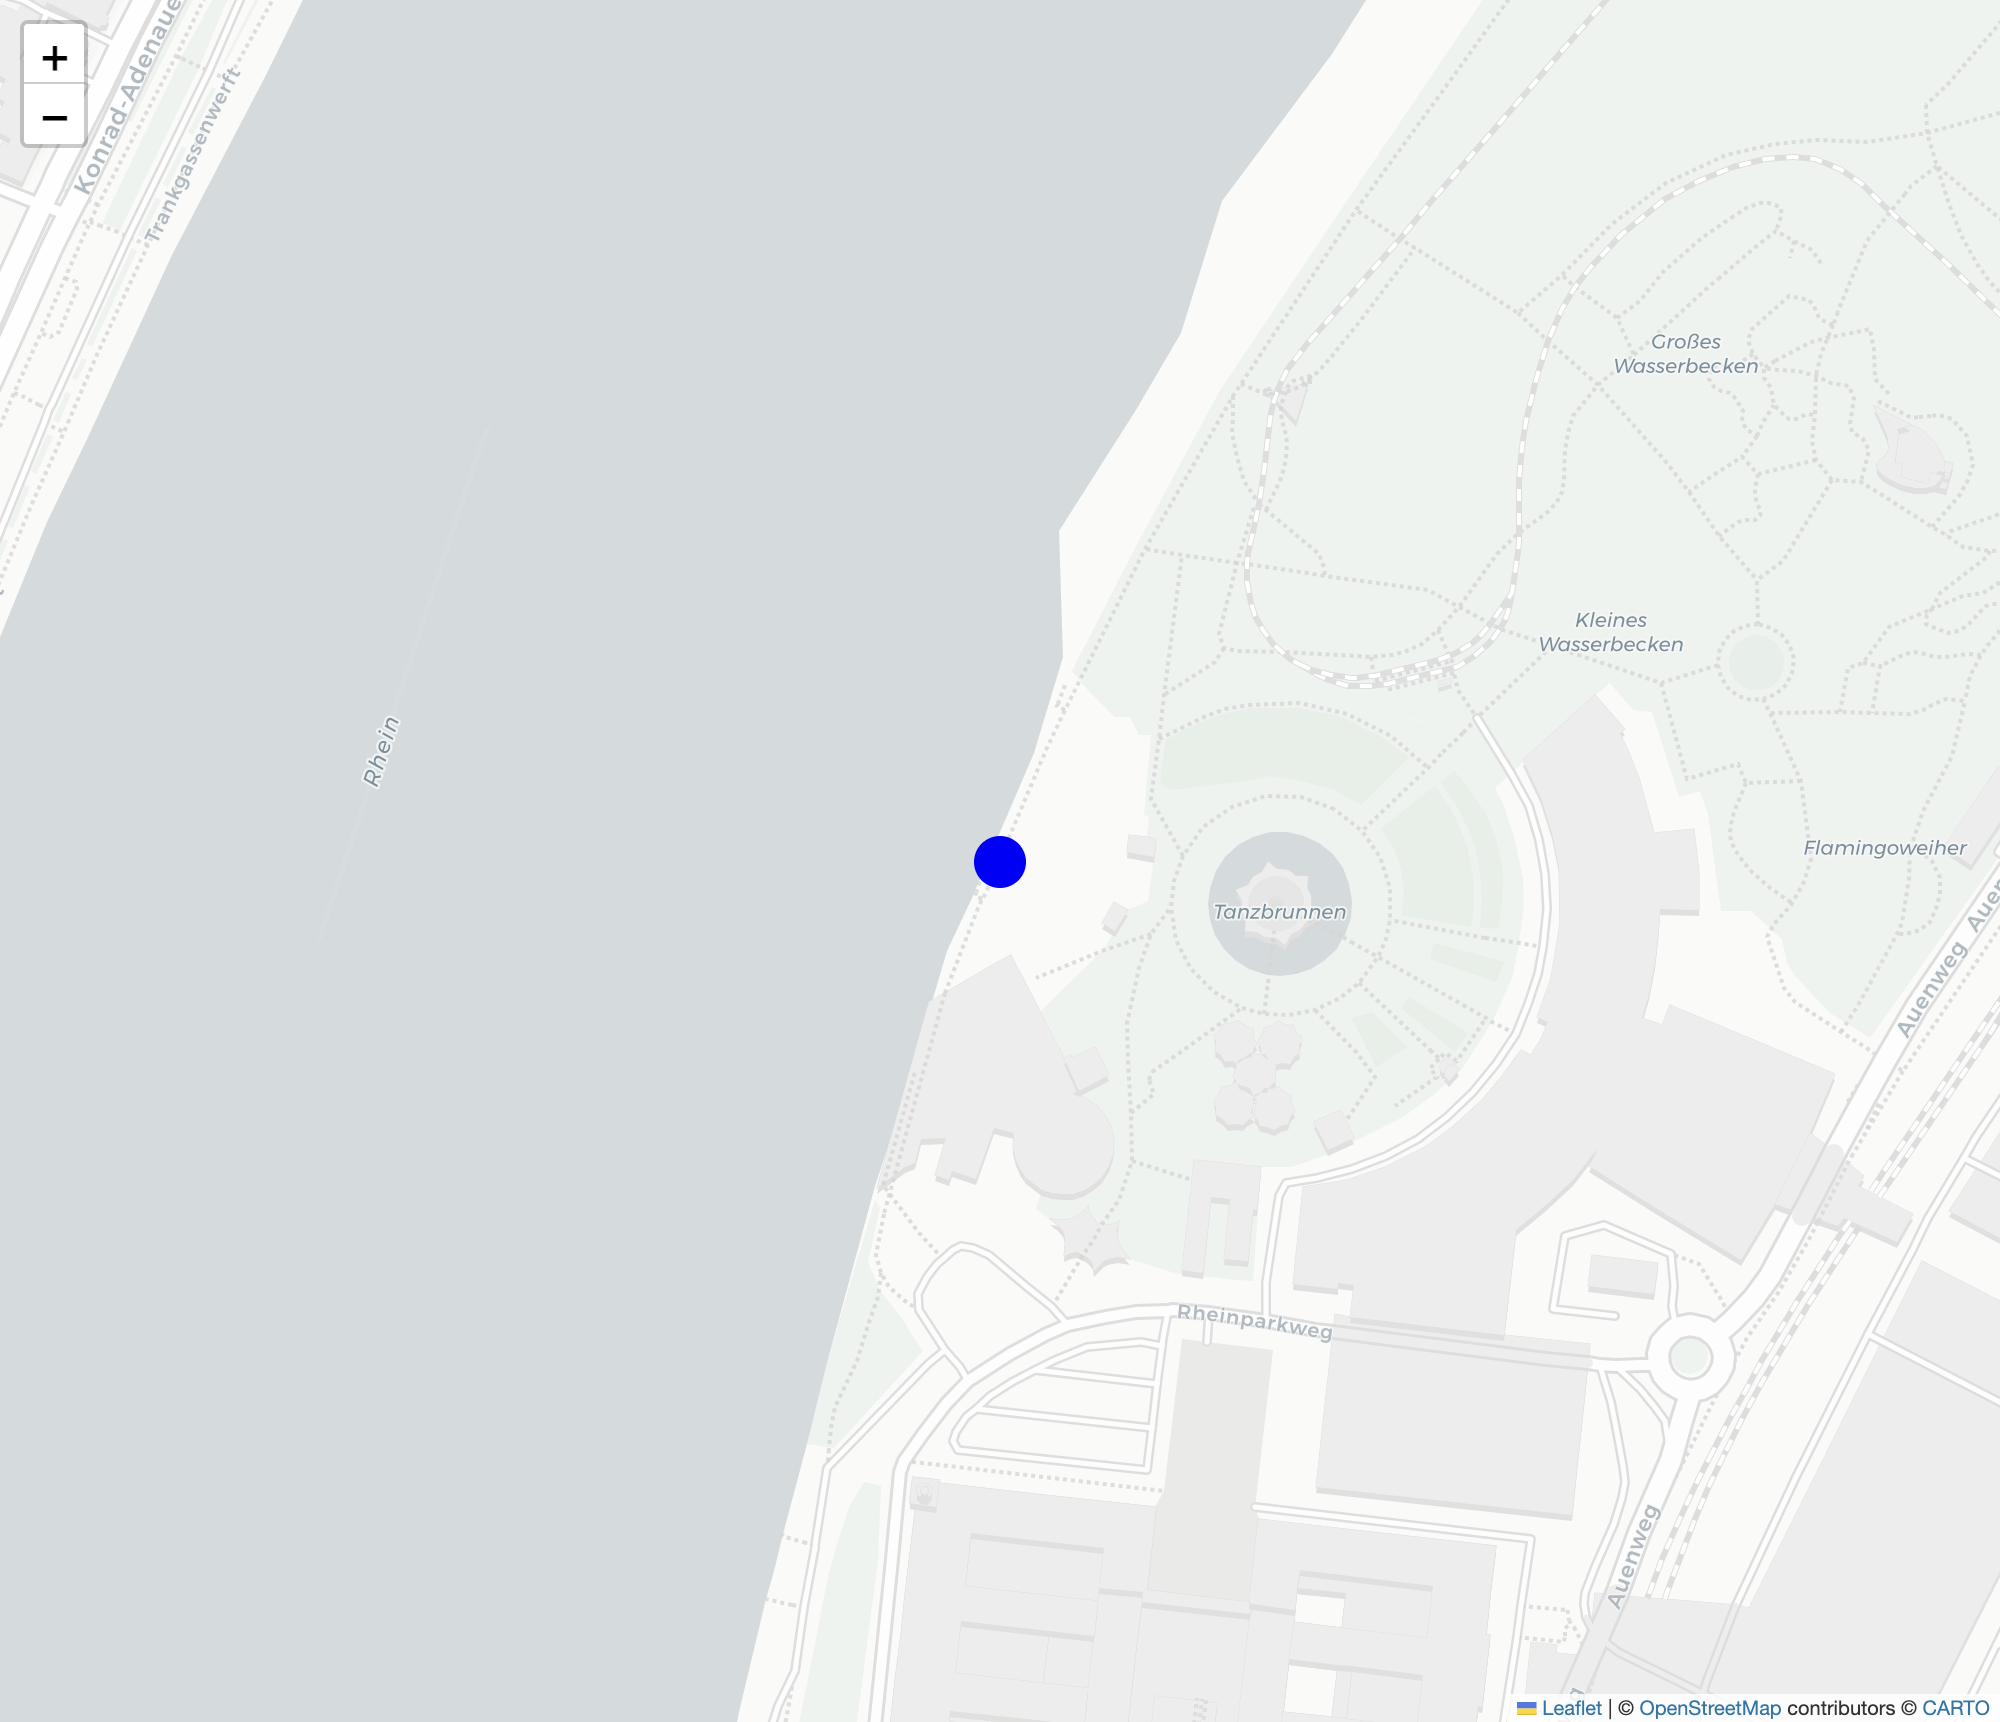 +
−
Konrad-Adenaue
Trankgassenwerft
Großes
Wasserbecken
Kleines
Wasserbecken
Rhein
Flamingoweiher
Tanzbrunnen
Auenweg
Auen
Rheinparkweg
Auenweg
Leaflet | © OpenStreetMap contributors © CARTO